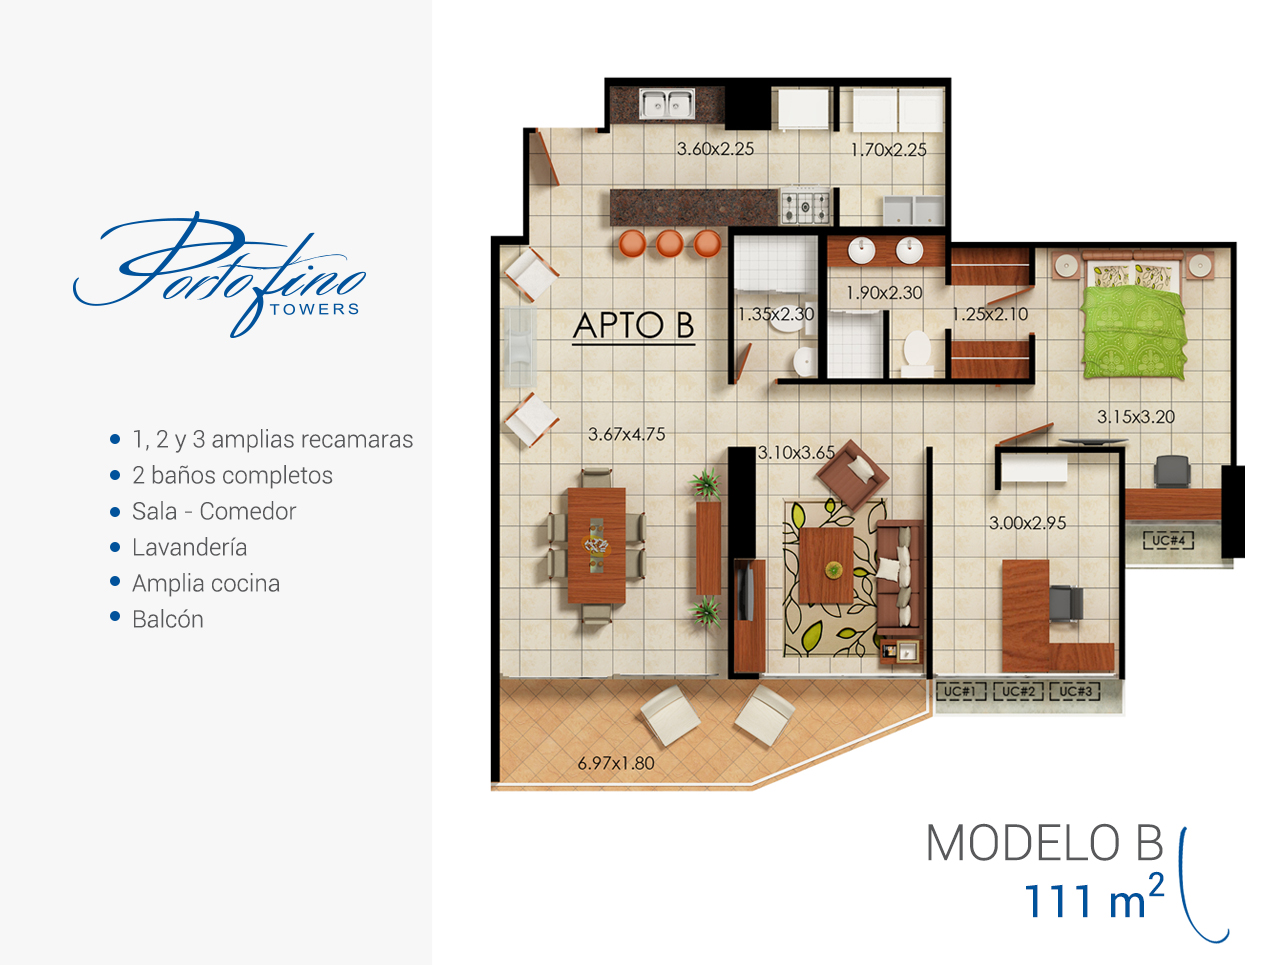 Portofino
TOWERS
1, 2 y 3 amplias recamaras
2 baños completos
Sala - Comedor
Lavandería
Amplia cocina
Balcón
3.60x2.25
1.70x2.25
APTO B
1.35x2.30
1.90x2.30
1.25x2.10
3.15x3.20
3.67x4.75
3.10x3.65
3.00x2.95
UC#4
UC#1
UC#2
UC#3
6.97x1.80
MODELO B
111 m²